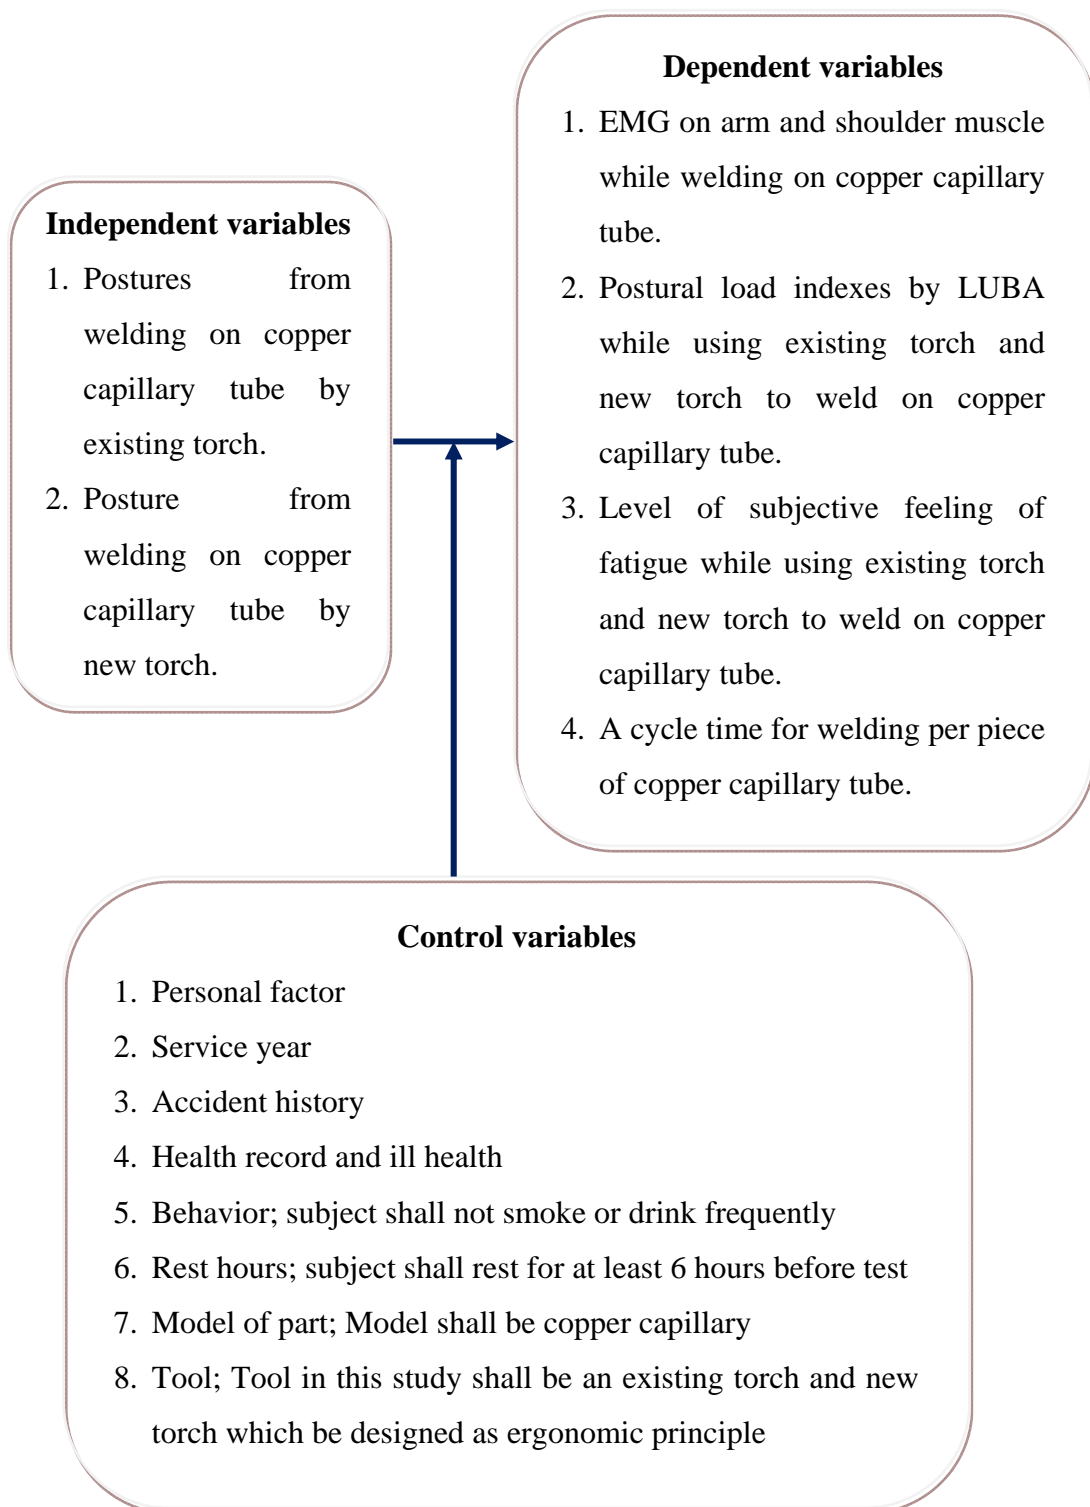 Independent variables
1. Postures from
welding on copper
capillary tube by
existing torch.
2. Posture from
welding on copper
capillary tube by
new torch.
Dependent variables
1. EMG on arm and shoulder muscle
while welding on copper capillary
tube.
2. Postural load indexes by LUBA
while using existing torch and
new torch to weld on copper
capillary tube.
3. Level of subjective feeling of
fatigue while using existing torch
and new torch to weld on copper
capillary tube.
4. A cycle time for welding per piece
of copper capillary tube.
Control variables
1. Personal factor
2. Service year
3. Accident history
4. Health record and ill health
5. Behavior; subject shall not smoke or drink frequently
6. Rest hours; subject shall rest for at least 6 hours before test
7. Model of part; Model shall be copper capillary
8. Tool; Tool in this study shall be an existing torch and new
torch which be designed as ergonomic principle